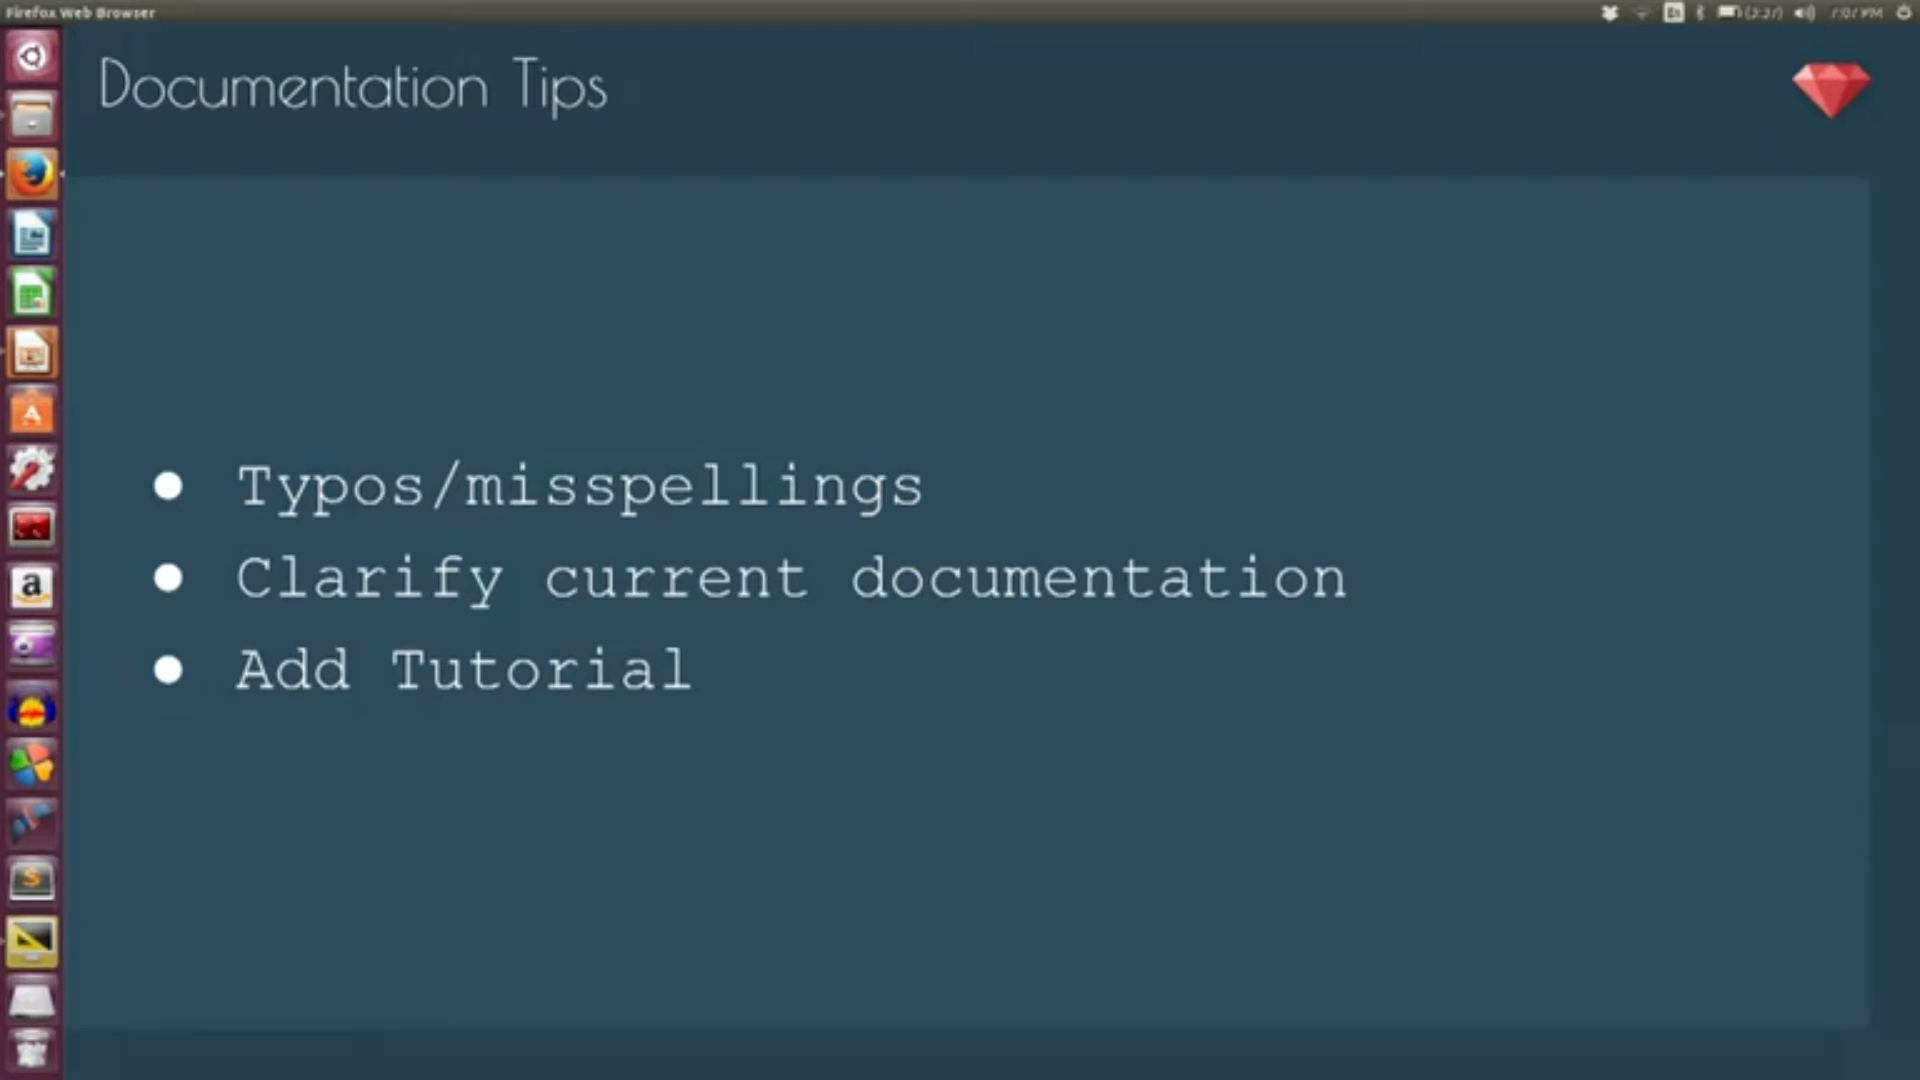 Firefox Web Browser
Documentation Tips
Typos/misspellings
Clarify current documentation
Add Tutorial